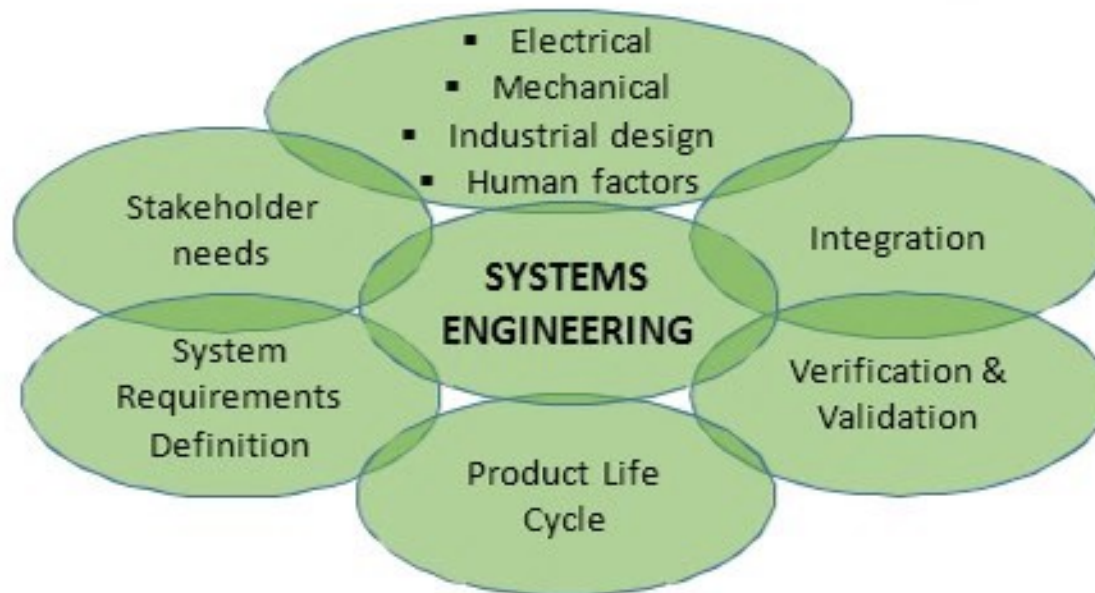 ▪ Electrical
▪ Mechanical
▪ Industrial design
▪ Human factors
Stakeholder
needs
Integration
SYSTEMS
ENGINEERING
System
Requirements
Definition
Verification &
Validation
Product Life
Cycle